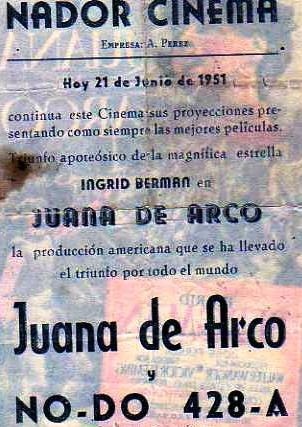 NADOR CINEMA
EMPRESA: A. PEREZ
Hoy 21 de Junio de 1951
continua este Cinema sus proyecciones pre-
sentando como siempre las mejores películas.
Triunfo apoteósico de la magnífica estrella
INGRID BERMAN en
JUANA DE ARCO
la producción americana que se ha llevado
el triunfo por todo el mundo
Juana de Arco
y
NO-DO 428-A